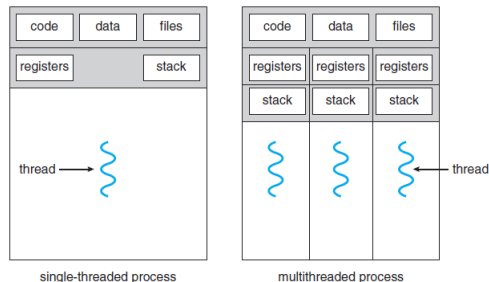 code data files
registers stack
thread
single-threaded process
code data files
registers registers registers
stack stack stack
thread
multithreaded process